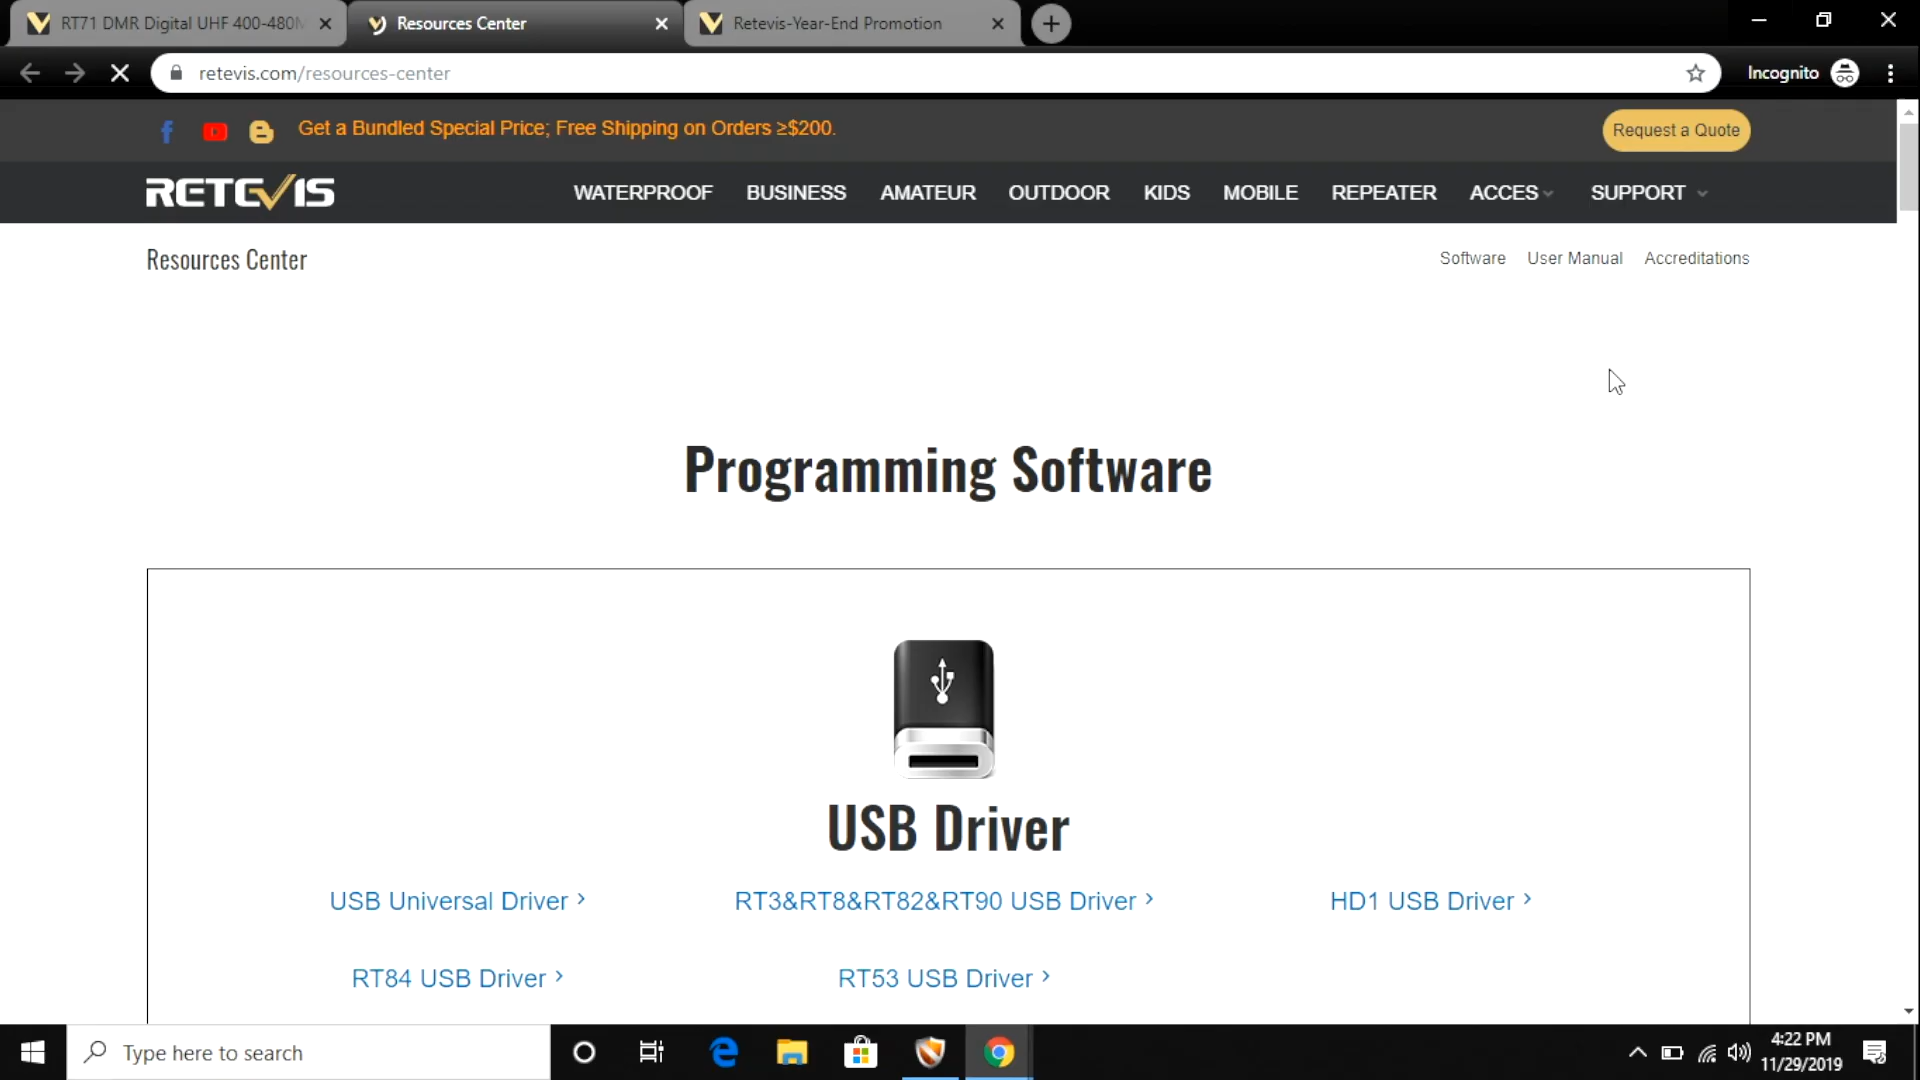 RT71 DMR Digital UHF 400-480M
Resources Center
Retevis-Year-End Promotion
retevis.com/resources-center
Incognito
Get a Bundled Special Price; Free Shipping on Orders ≥$200.
Request a Quote
RETEVIS
WATERPROOF BUSINESS AMATEUR OUTDOOR KIDS MOBILE REPEATER ACCES SUPPORT
Resources Center
Software User Manual Accreditations
Programming Software
USB Driver
USB Universal Driver > RT3&RT8&RT82&RT90 USB Driver > HD1 USB Driver >
RT84 USB Driver > RT53 USB Driver >
Type here to search
4:22 PM
11/29/2019